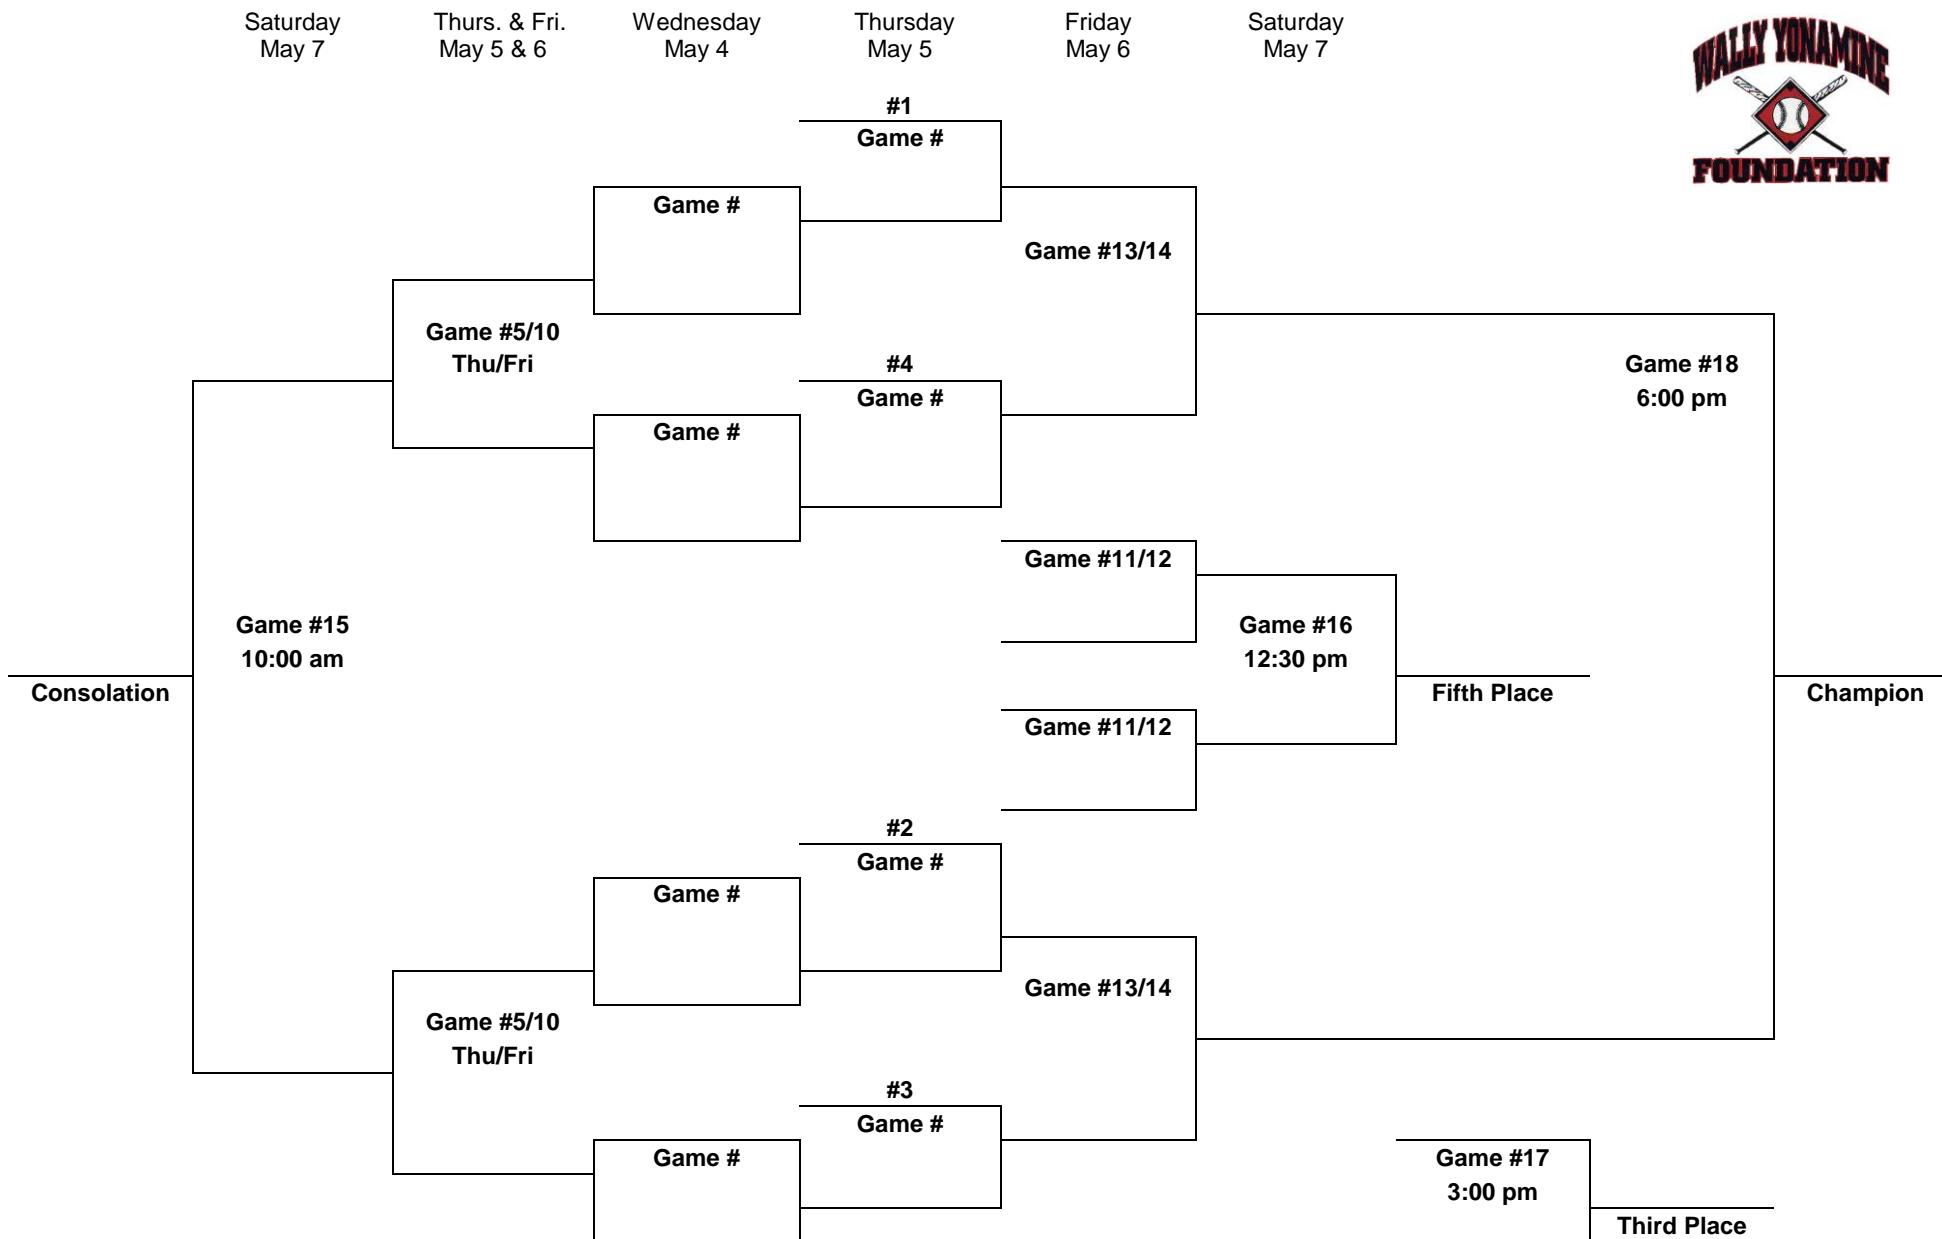 Saturday
May 7
Thurs. & Fri.
May 5 & 6
Wednesday
May 4
Thursday
May 5
Friday
May 6
Saturday
May 7
WALLY YONAMINE
FOUNDATION
#1
Game #
Game #
Game #13/14
Game #5/10
Thu/Fri
#4
Game #
Game #18
6:00 pm
Game #
Game #11/12
Game #15
10:00 am
Game #16
12:30 pm
Consolation
Fifth Place
Champion
Game #11/12
#2
Game #
Game #
Game #13/14
Game #5/10
Thu/Fri
#3
Game #
Game #
Game #17
3:00 pm
Third Place